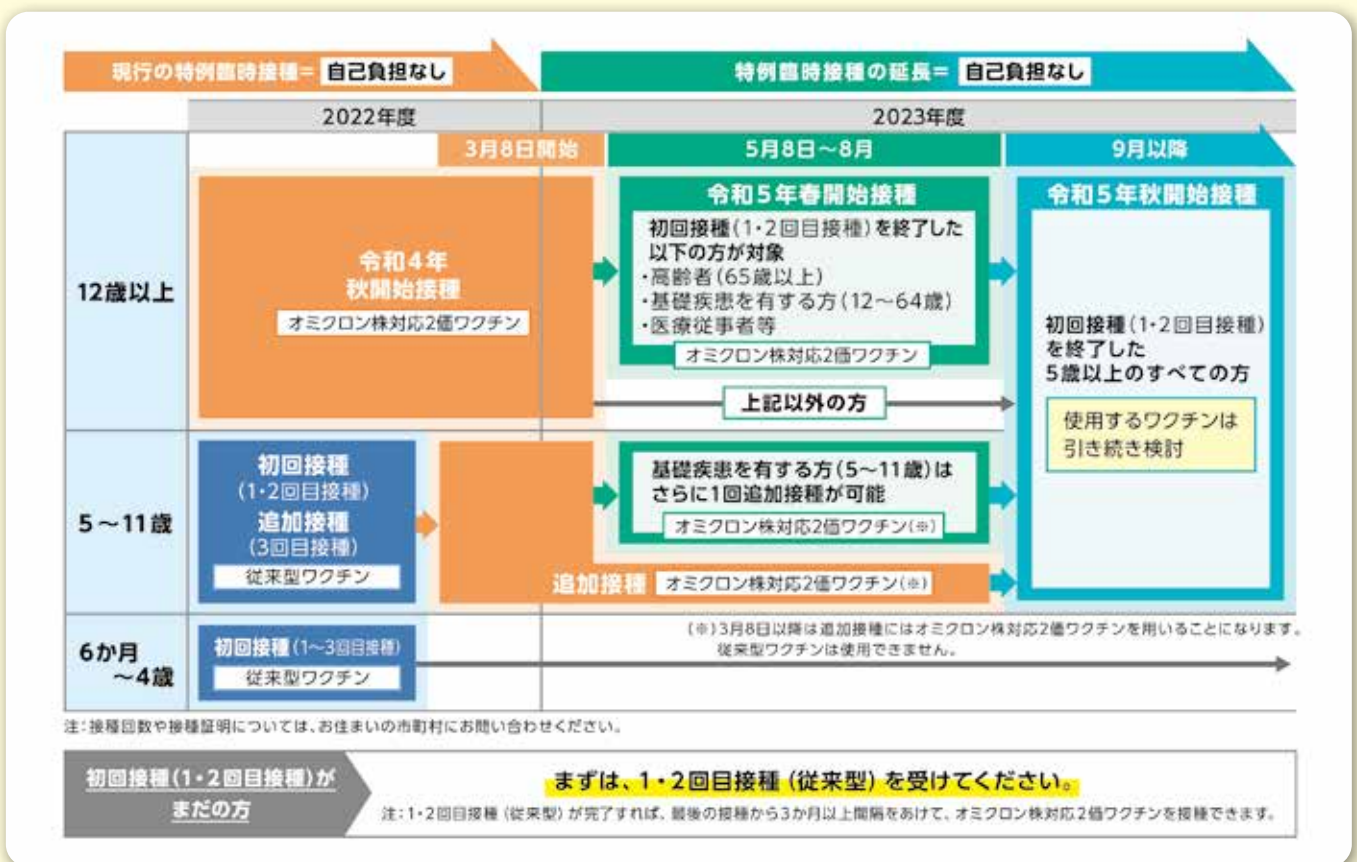 現行の特例臨時接種= 自己負担なし
特例臨時接種の延長= 自己負担なし
2022年度
2023年度
3月8日開始
5月8日〜8月
9月以降
12歳以上
令和4年
秋開始接種
オミクロン株対応2価ワクチン
令和5年春開始接種
初回接種(1・2回目接種)を終了した
以下の方が対象
・高齢者(65歳以上)
・基礎疾患を有する方(12〜64歳)
・医療従事者等
オミクロン株対応2価ワクチン
上記以外の方
令和5年秋開始接種
初回接種(1・2回目接種)
を終了した
5歳以上のすべての方
使用するワクチンは
引き続き検討
5〜11歳
初回接種
(1・2回目接種)
追加接種
(3回目接種)
従来型ワクチン
基礎疾患を有する方(5〜11歳)は
さらに1回追加接種が可能
オミクロン株対応2価ワクチン(※)
追加接種 オミクロン株対応2価ワクチン(※)
6か月
〜4歳
初回接種(1〜3回目接種)
従来型ワクチン
(※)3月8日以降は追加接種にはオミクロン株対応2価ワクチンを用いることになります。
従来型ワクチンは使用できません。
注:接種回数や接種証明については、お住まいの市町村にお問い合わせください。
初回接種(1・2回目接種)が
まだの方
まずは、1・2回目接種(従来型)を受けてください。
注:1・2回目接種(従来型)が完了すれば、最後の接種から3か月以上間隔をあけて、オミクロン株対応2価ワクチンを接種できます。